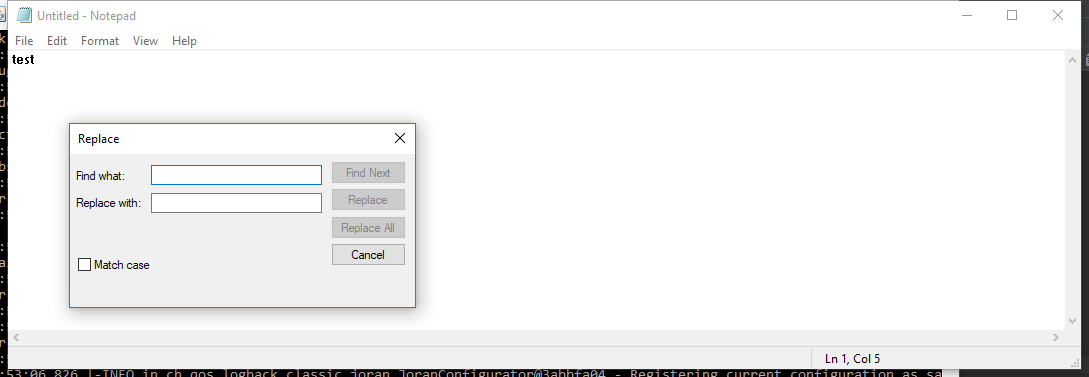 Untitled - Notepad
File Edit Format View Help
test
Replace
Find what:
Find Next
Replace with:
Replace
Replace All
Cancel
Match case
Ln 1, Col 5
:53:06,826 |-INFO in ch.qos.logback.classic.joran.JoranConfigurator@3abbfa04 - Registering current configuration as sa